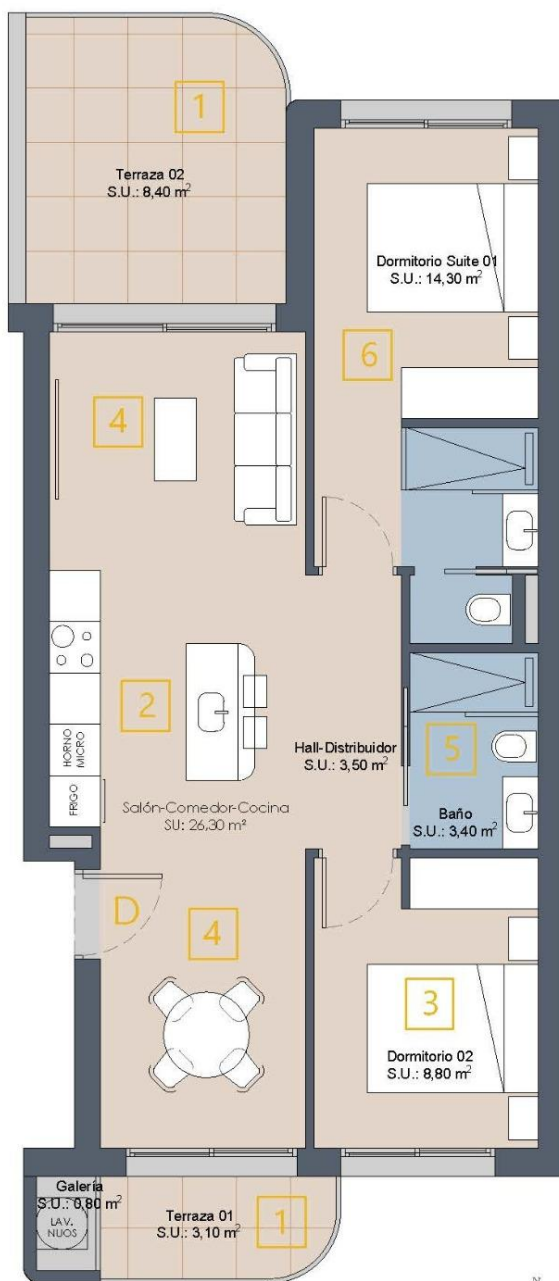 1
Terraza 02
S.U.: 8,40 m²
Dormitorio Suite 01
S.U.: 14,30 m²
6
4
2
HORNO
MICRO
FRIGO
Hall-Distribuidor
S.U.: 3,50 m²
5
Baño
S.U.: 3,40 m²
Salón-Comedor-Cocina
SU: 26,30 m²
D
4
3
Dormitorio 02
S.U.: 8,80 m²
Galería
S.U.: 0,80 m²
LAV.
NUOS
Terraza 01
S.U.: 3,10 m²
1